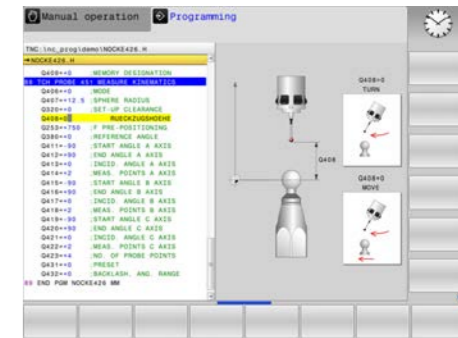 Manual operation
Programming
TNC:\nc_prog\demo\NOCKE426.H
→NOCKE426.H
Q409=+0 ;MEMORY DESIGNATION
88 TCH PROBE 451 MEASURE KINEMATICS
Q406=+0 ;MODE
Q407=+12.5 ;SPHERE RADIUS
Q320=+0 ;SET-UP CLEARANCE
Q408=+0 RUECKZUGSHOEHE
Q253=+750 ;F PRE-POSITIONING
Q380=+0 ;REFERENCE ANGLE
Q411=-90 ;START ANGLE A AXIS
Q412=+90 ;END ANGLE A AXIS
Q413=+0 ;INCID. ANGLE A AXIS
Q414=+2 ;MEAS. POINTS A AXIS
Q415=-90 ;START ANGLE B AXIS
Q416=+90 ;END ANGLE B AXIS
Q417=+0 ;INCID. ANGLE B AXIS
Q418=+2 ;MEAS. POINTS B AXIS
Q419=-90 ;START ANGLE C AXIS
Q420=+90 ;END ANGLE C AXIS
Q421=+0 ;INCID. ANGLE C AXIS
Q422=+2 ;MEAS. POINTS C AXIS
Q423=+4 ;NO. OF PROBE POINTS
Q431=+0 ;PRESET
Q432=+0 ;BACKLASH, ANG. RANGE
89 END PGM NOCKE426 MM
Q408
Q408=0
TURN
Q408≠0
MOVE